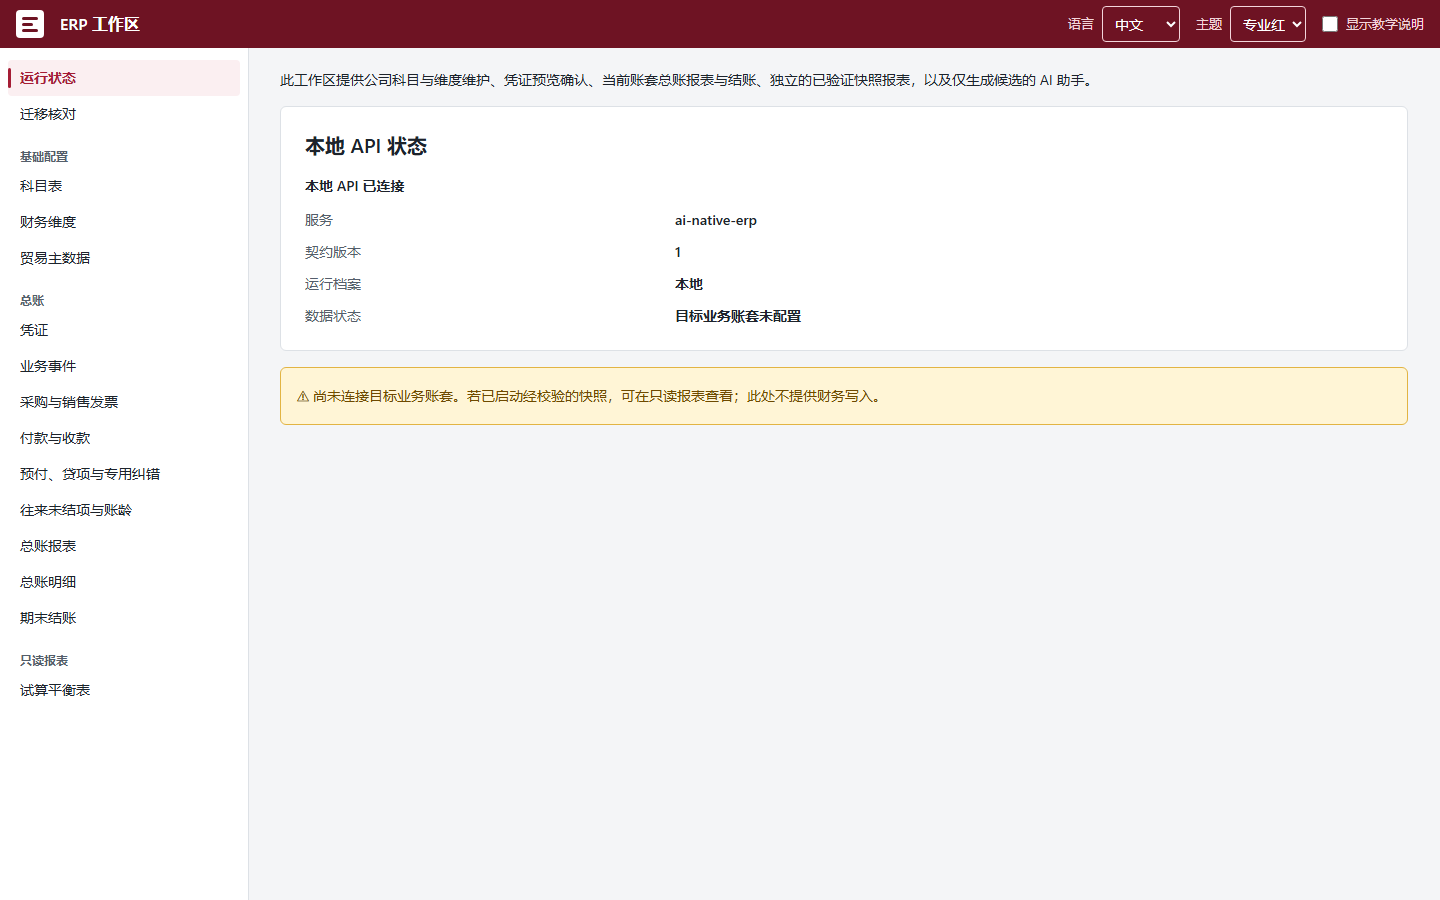 ERP 工作区
语言 中文 主题 专业红 显示教学说明
运行状态
迁移核对
基础配置
科目表
财务维度
贸易主数据
总账
凭证
业务事件
采购与销售发票
付款与收款
预付、贷项与专用纠错
往来未结项与账龄
总账报表
总账明细
期末结账
只读报表
试算平衡表
此工作区提供公司科目与维度维护、凭证预览确认、当前账套总账报表与结账、独立的已验证快照报表，以及仅生成候选的 AI 助手。
本地 API 状态
本地 API 已连接
服务 ai-native-erp
契约版本 1
运行档案 本地
数据状态 目标业务账套未配置
⚠ 尚未连接目标业务账套。若已启动经校验的快照，可在只读报表查看；此处不提供财务写入。